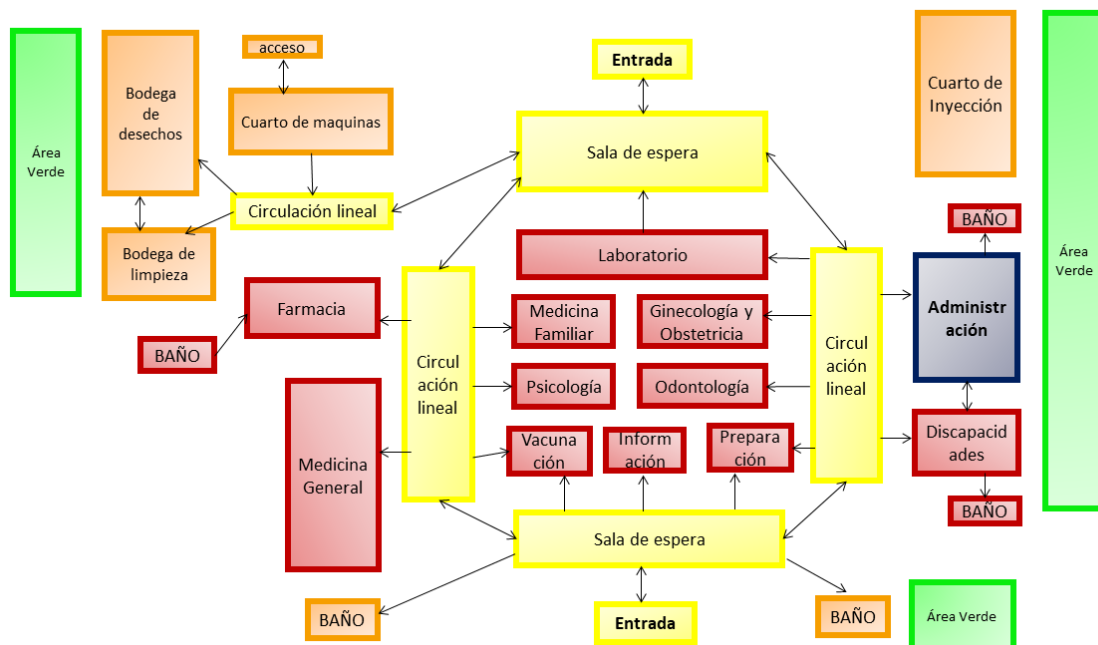 acceso
Entrada
Bodega
de
desechos
Cuarto de maquinas
Cuarto de
Inyección
Área
Verde
Sala de espera
Circulación lineal
BAÑO
Bodega de
limpieza
Laboratorio
Área
Verde
Farmacia
Medicina
Familiar
Ginecología y
Obstetricia
Administr
ación
BAÑO
Circul
ación
lineal
Circul
ación
lineal
Psicología
Odontología
Medicina
General
Vacuna
ción
Inform
ación
Prepar
ación
Discapacid
ades
BAÑO
Sala de espera
BAÑO
Entrada
BAÑO
Área Verde